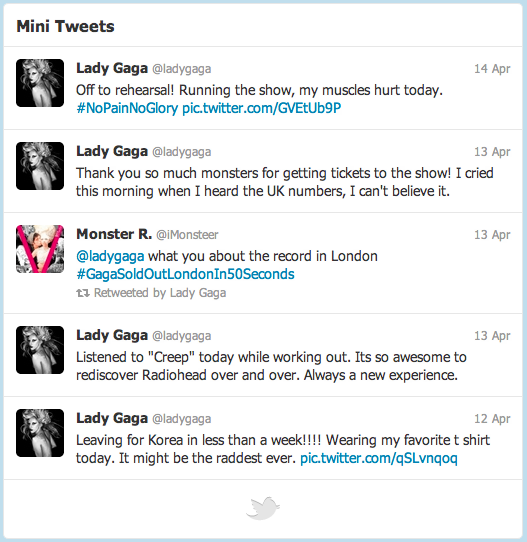 Mini Tweets
Lady Gaga @ladygaga 14 Apr
Off to rehearsal! Running the show, my muscles hurt today.
#NoPainNoGlory pic.twitter.com/GVEtUb9P
Lady Gaga @ladygaga 13 Apr
Thank you so much monsters for getting tickets to the show! I cried
this morning when I heard the UK numbers, I can't believe it.
Monster R. @iMonsteer 13 Apr
@ladygaga what you about the record in London
#GagaSoldOutLondonIn50Seconds
Retweeted by Lady Gaga
Lady Gaga @ladygaga 13 Apr
Listened to "Creep" today while working out. Its so awesome to
rediscover Radiohead over and over. Always a new experience.
Lady Gaga @ladygaga 12 Apr
Leaving for Korea in less than a week!!!! Wearing my favorite t shirt
today. It might be the raddest ever. pic.twitter.com/qSLvnqoq